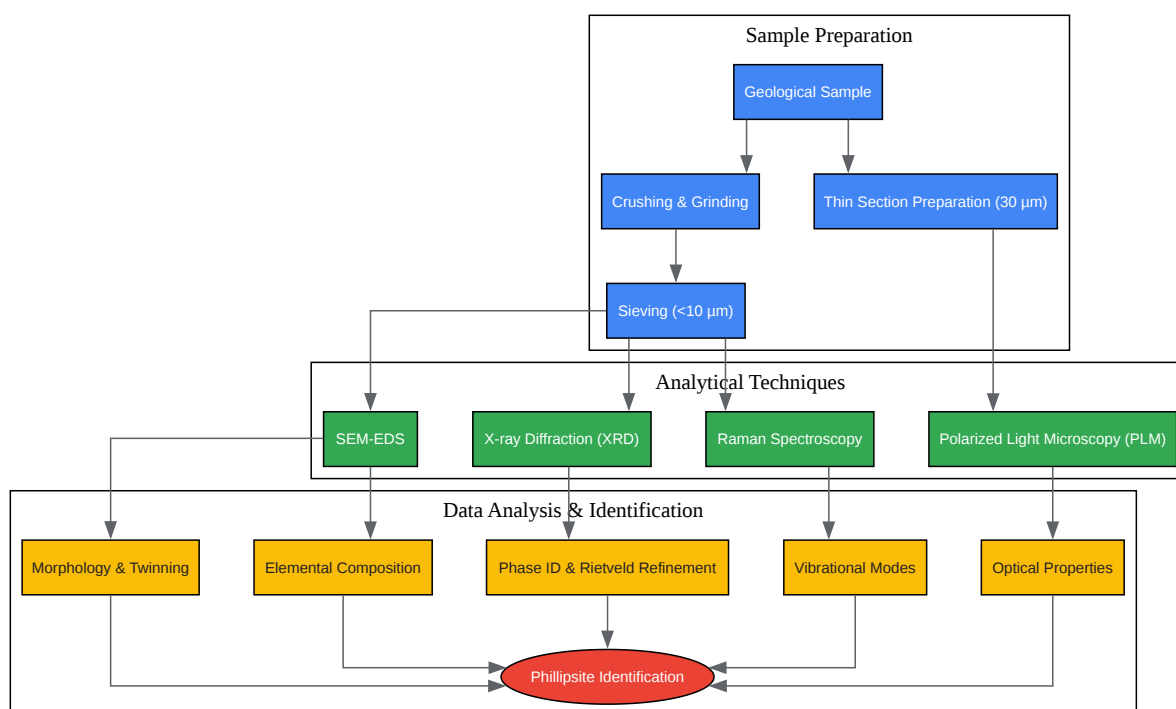 Sample Preparation
Geological Sample
Crushing & Grinding
Thin Section Preparation (30 µm)
Sieving (<10 µm)
Analytical Techniques
SEM-EDS
X-ray Diffraction (XRD)
Raman Spectroscopy
Polarized Light Microscopy (PLM)
Data Analysis & Identification
Morphology & Twinning
Elemental Composition
Phase ID & Rietveld Refinement
Vibrational Modes
Optical Properties
Phillipsite Identification